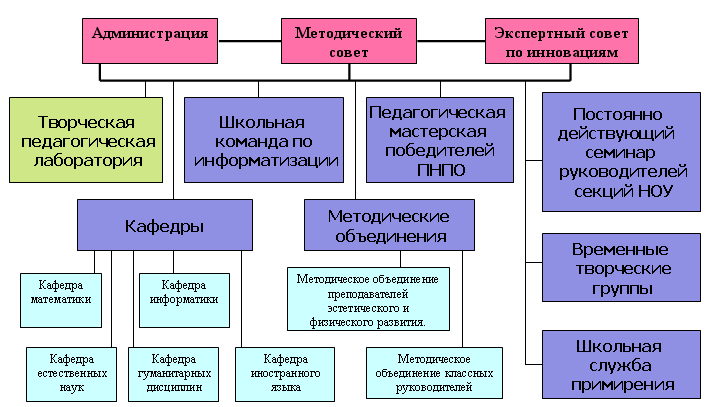 Администрация
Методический
совет
Экспертный совет
по инновациям
Творческая
педагогическая
лаборатория
Школьная
команда по
информатизации
Педагогическая
мастерская
победителей
ПНПО
Постоянно
действующий
семинар
руководителей
секций НОУ
Кафедры
Методические
объединения
Временные
творческие
группы
Кафедра
математики
Кафедра
информатики
Методическое объединение
преподавателей
эстетического и
физического развития.
Школьная
служба
примирения
Кафедра
естественных
наук
Кафедра
гуманитарных
дисциплин
Кафедра
иностранного
языка
Методическое
объединение классных
руководителей